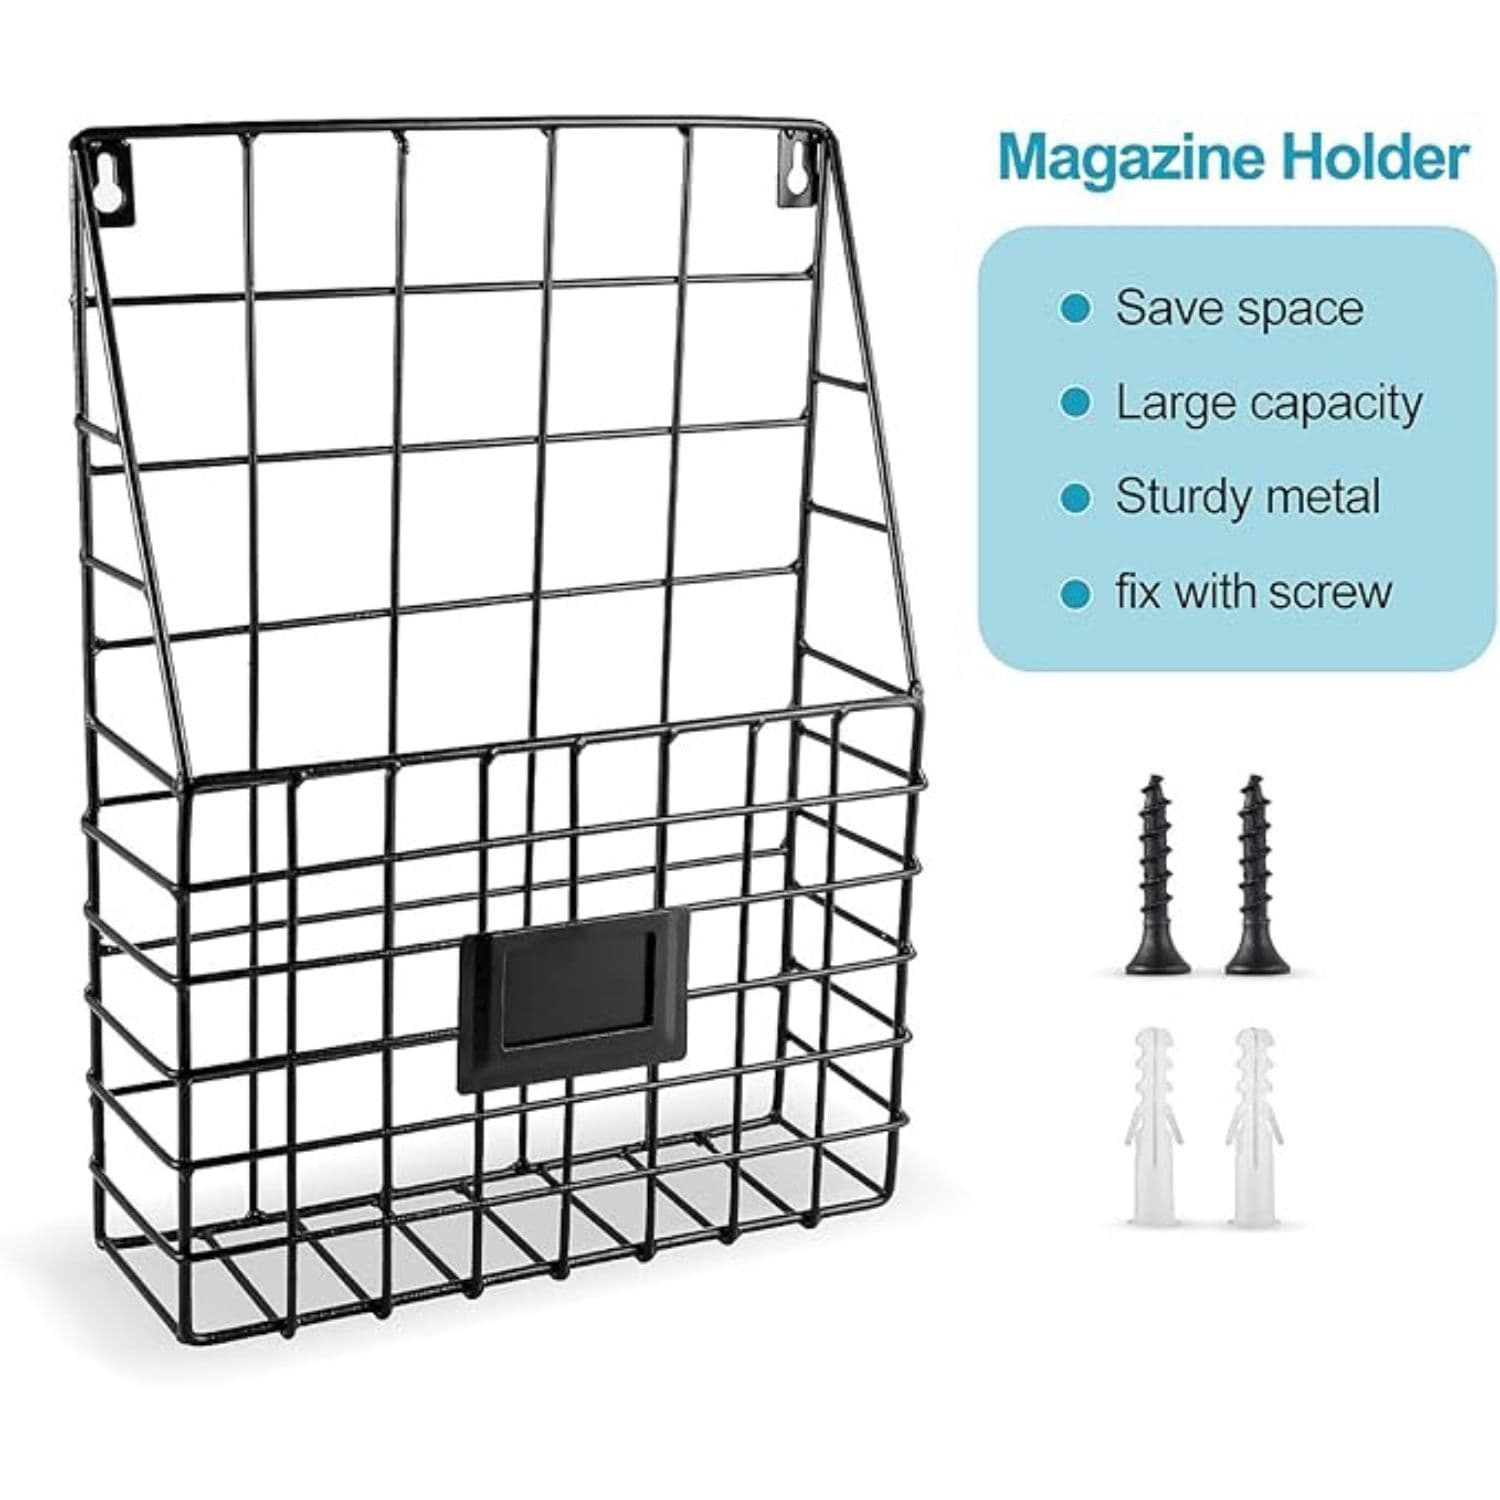 Magazine Holder
Save space
Large capacity
Sturdy metal
fix with screw